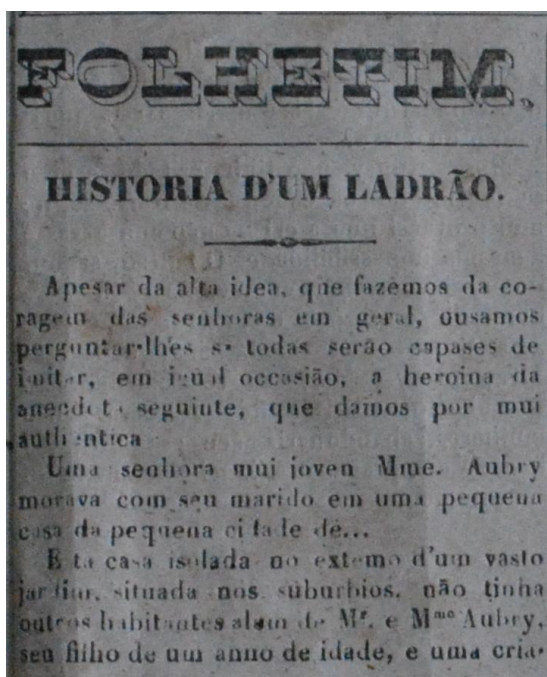 FOLHETIM.
HISTORIA D'UM LADRÃO.
Apesar da alta idea, que fazemos da co-
ragem das senhoras em geral, ousamos
perguntar-lhes se todas serão capases de
imitar, em igual occasião, a heroina da
anecdota seguinte, que damos por mui
authentica
Uma senhora mui joven Mme. Aubry
morava com seu marido em uma pequena
casa da pequena cidade de...
Esta casa isolada no extemo d'um vasto
jardim, situada nos suburbios, não tinha
outros habitantes alem de Mr. e Mme Aubry,
seu filho de um anno de idade, e uma cria-